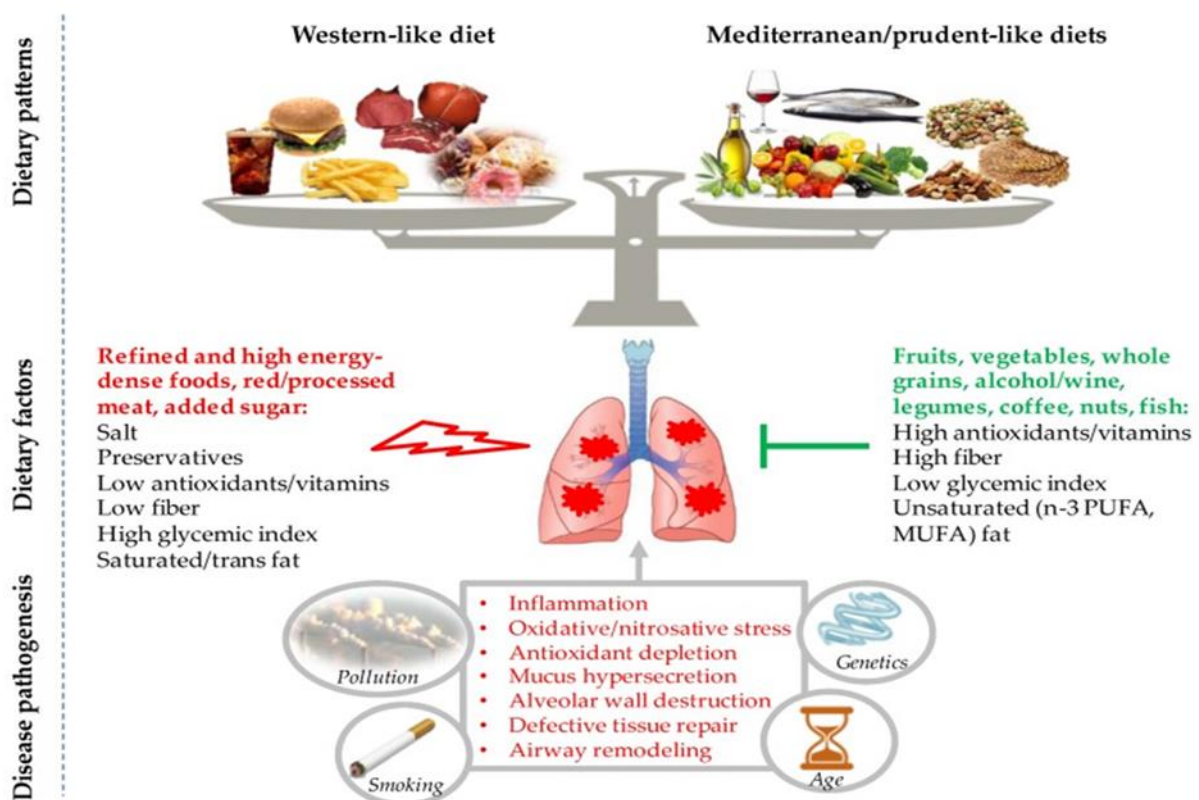 Dietary patterns
Western-like diet
Mediterranean/prudent-like diets
Dietary factors
Refined and high energy-
dense foods, red/processed
meat, added sugar:
Salt
Preservatives
Low antioxidants/vitamins
Low fiber
High glycemic index
Saturated/trans fat
Fruits, vegetables, whole
grains, alcohol/wine,
legumes, coffee, nuts, fish:
High antioxidants/vitamins
High fiber
Low glycemic index
Unsaturated (n-3 PUFA,
MUFA) fat
Disease pathogenesis
Pollution
Smoking
• Inflammation
• Oxidative/nitrosative stress
• Antioxidant depletion
• Mucus hypersecretion
• Alveolar wall destruction
• Defective tissue repair
• Airway remodeling
Genetics
Age